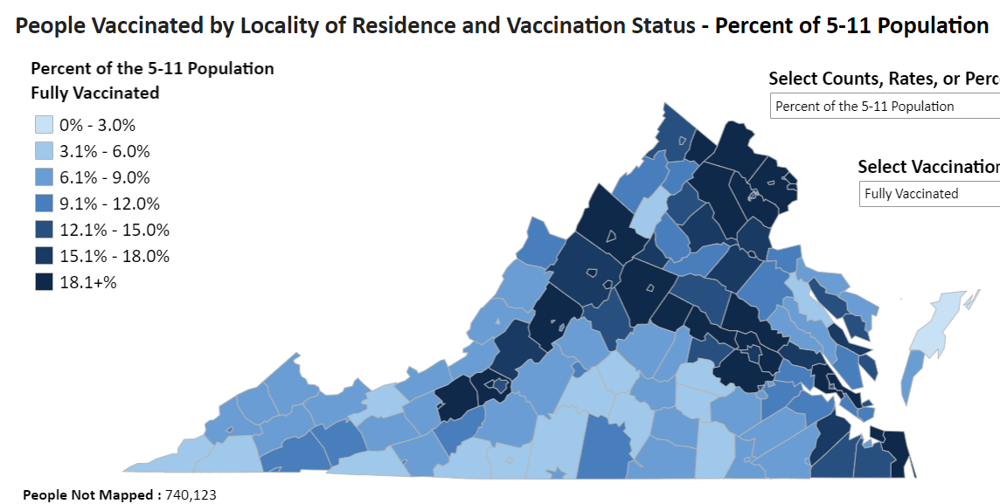 People Vaccinated by Locality of Residence and Vaccination Status - Percent of 5-11 Population
Percent of the 5-11 Population
Fully Vaccinated
0% - 3.0%
3.1% - 6.0%
6.1% - 9.0%
9.1% - 12.0%
12.1% - 15.0%
15.1% - 18.0%
18.1+%
Select Counts, Rates, or Perc
Percent of the 5-11 Population
Select Vaccination
Fully Vaccinated
People Not Mapped : 740,123